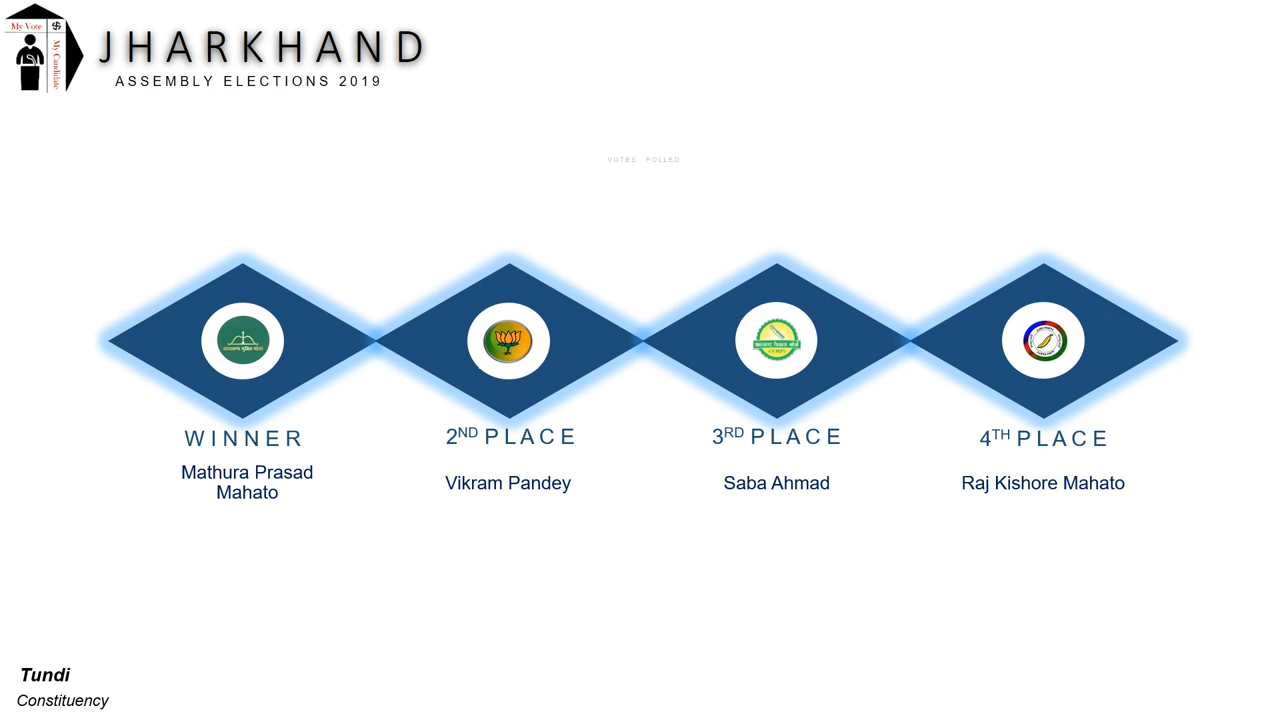 My Vote
My Candidate
JHARKHAND
ASSEMBLY ELECTIONS 2019
VOTES POLLED
WINNER
2ND PLACE
3RD PLACE
4TH PLACE
Mathura Prasad
Mahato
Vikram Pandey
Saba Ahmad
Raj Kishore Mahato
Tundi
Constituency